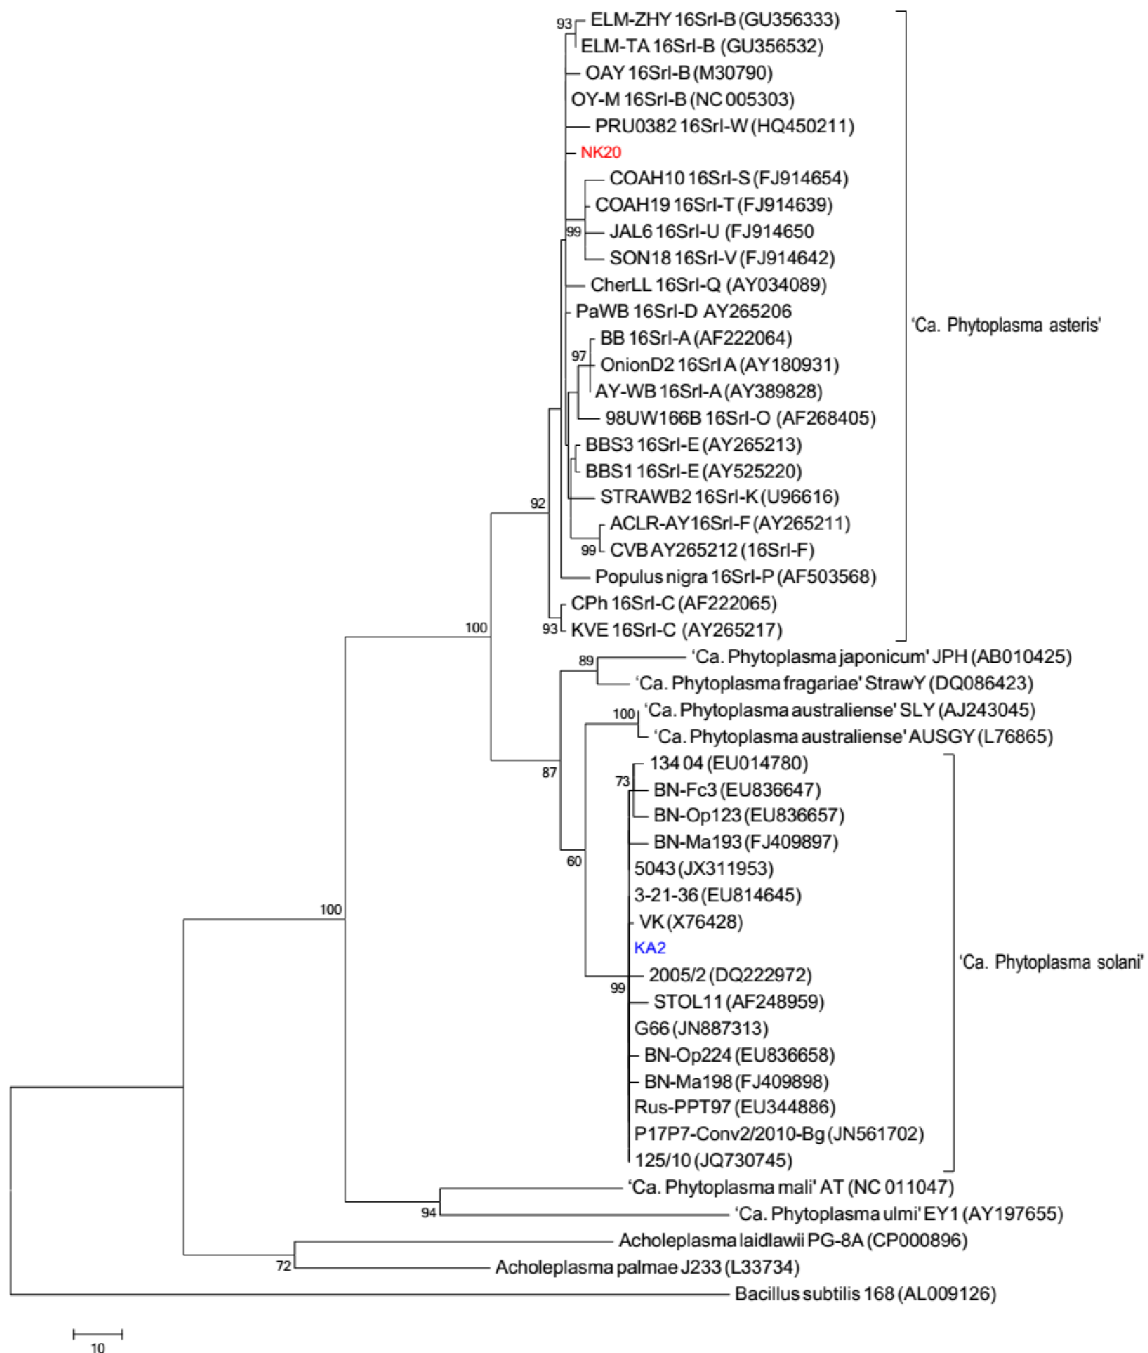 93
ELM-ZHY 16SrI-B (GU356333)
ELM-TA 16SrI-B (GU356532)
OAY 16SrI-B (M30790)
OY-M 16SrI-B (NC 005303)
PRU0382 16SrI-W (HQ450211)
NK20
COAH10 16SrI-S (FJ914654)
COAH19 16SrI-T (FJ914639)
99
JAL6 16SrI-U (FJ914650
SON18 16SrI-V (FJ914642)
CherLL 16SrI-Q (AY034089)
PaWB 16SrI-D AY265206
'Ca. Phytoplasma asteris'
BB 16SrI-A (AF222064)
97
OnionD2 16SrI A (AY180931)
AY-WB 16SrI-A (AY389828)
98UW166B 16SrI-O (AF268405)
BBS3 16SrI-E (AY265213)
BBS1 16SrI-E (AY525220)
STRAWB2 16SrI-K (U96616)
92
ACLR-AY16SrI-F (AY265211)
99
CVB AY265212 (16SrI-F)
Populus nigra 16SrI-P (AF503568)
CPh 16SrI-C (AF222065)
93
KVE 16SrI-C (AY265217)
100
89
'Ca. Phytoplasma japonicum' JPH (AB010425)
'Ca. Phytoplasma fragariae' StrawY (DQ086423)
100
'Ca. Phytoplasma australiense' SLY (AJ243045)
'Ca. Phytoplasma australiense' AUSGY (L76865)
87
134 04 (EU014780)
73
BN-Fc3 (EU836647)
BN-Op123 (EU836657)
BN-Ma193 (FJ409897)
60
5043 (JX311953)
3-21-36 (EU814645)
100
VK (X76428)
KA2
'Ca. Phytoplasma solani'
2005/2 (DQ222972)
99
STOL11 (AF248959)
G66 (JN887313)
BN-Op224 (EU836658)
BN-Ma198 (FJ409898)
Rus-PPT97 (EU344886)
P17P7-Conv2/2010-Bg (JN561702)
125/10 (JQ730745)
'Ca. Phytoplasma mali' AT (NC 011047)
94
'Ca. Phytoplasma ulmi' EY1 (AY197655)
Acholeplasma laidlawii PG-8A (CP000896)
72
Acholeplasma palmae J233 (L33734)
Bacillus subtilis 168 (AL009126)
10